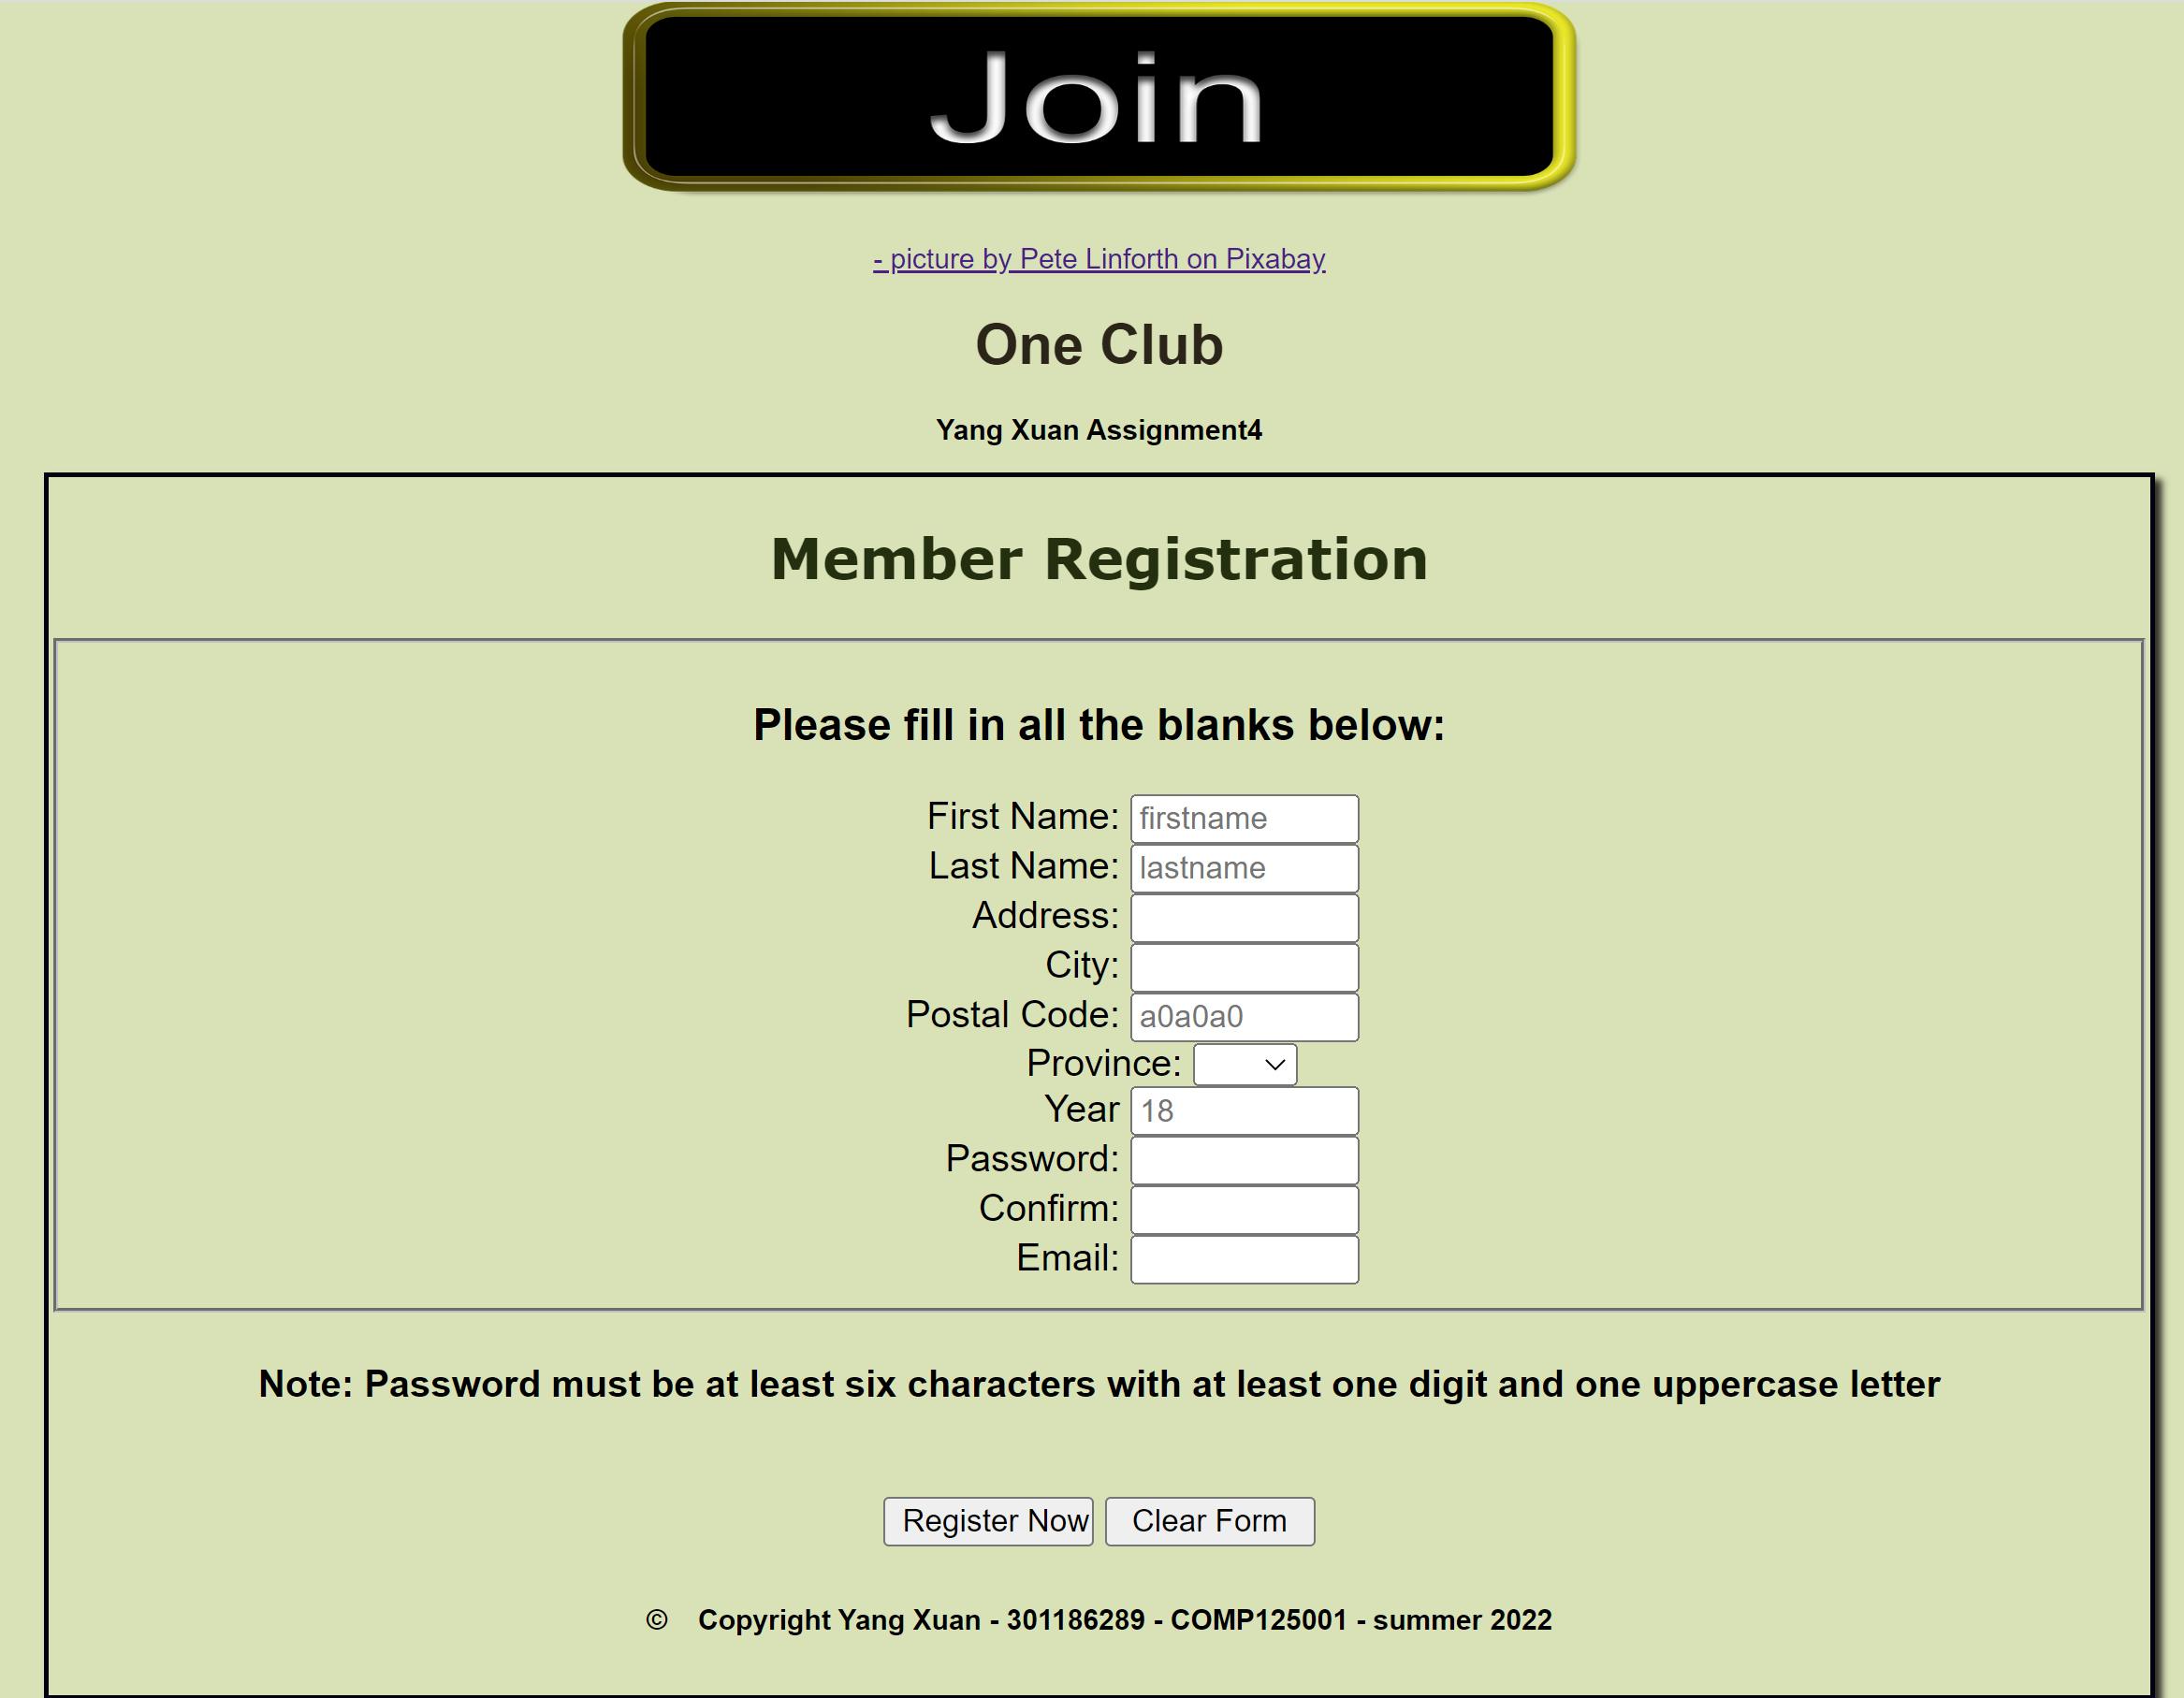 Join
- picture by Pete Linforth on Pixabay
One Club
Yang Xuan Assignment4
Member Registration
Please fill in all the blanks below:
First Name: firstname
Last Name: lastname
Address:
City:
Postal Code: a0a0a0
Province:
Year 18
Password:
Confirm:
Email:
Note: Password must be at least six characters with at least one digit and one uppercase letter
Register Now Clear Form
© Copyright Yang Xuan - 301186289 - COMP125001 - summer 2022